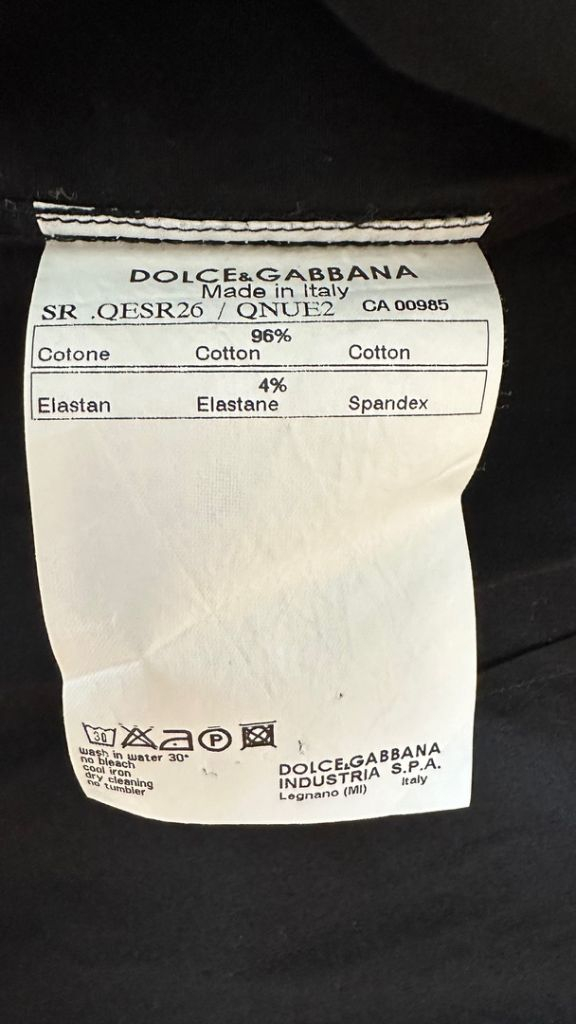 DOLCE&GABBANA
Made in Italy
SR .QESR26 / QNUE2 CA 00985
96%
Cotone Cotton Cotton
4%
Elastan Elastane Spandex
30 P
wash in water 30°
no bleach
cool iron
dry cleaning
no tumbler
DOLCE&GABBANA
INDUSTRIA S.P.A.
Legnano (MI) Italy